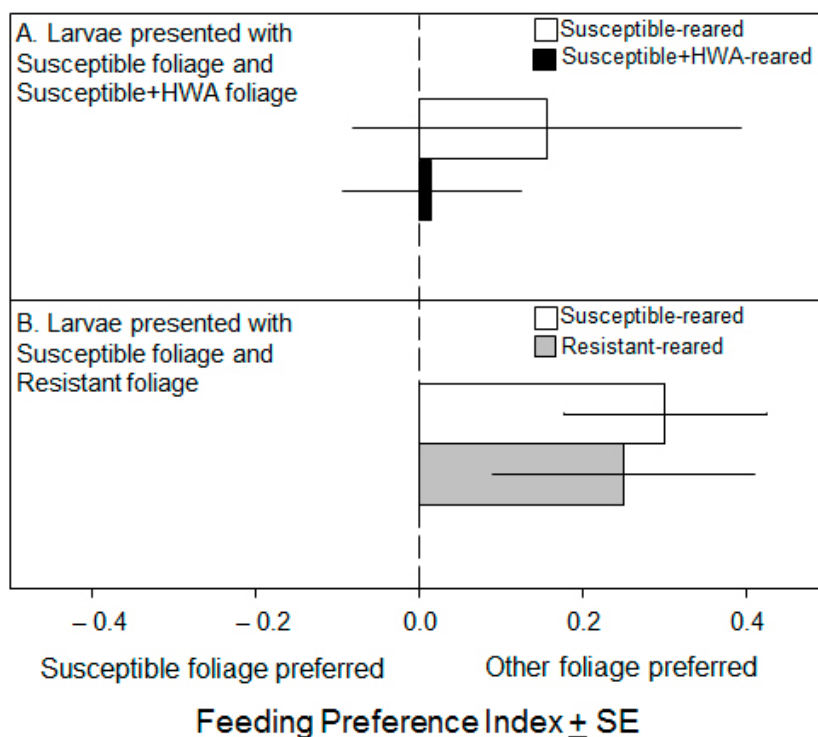 A. Larvae presented with
Susceptible foliage and
Susceptible+HWA foliage
Susceptible-reared
Susceptible+HWA-reared
B. Larvae presented with
Susceptible foliage and
Resistant foliage
Susceptible-reared
Resistant-reared
– 0.4 – 0.2 0.0 0.2 0.4
Susceptible foliage preferred Other foliage preferred
Feeding Preference Index ± SE